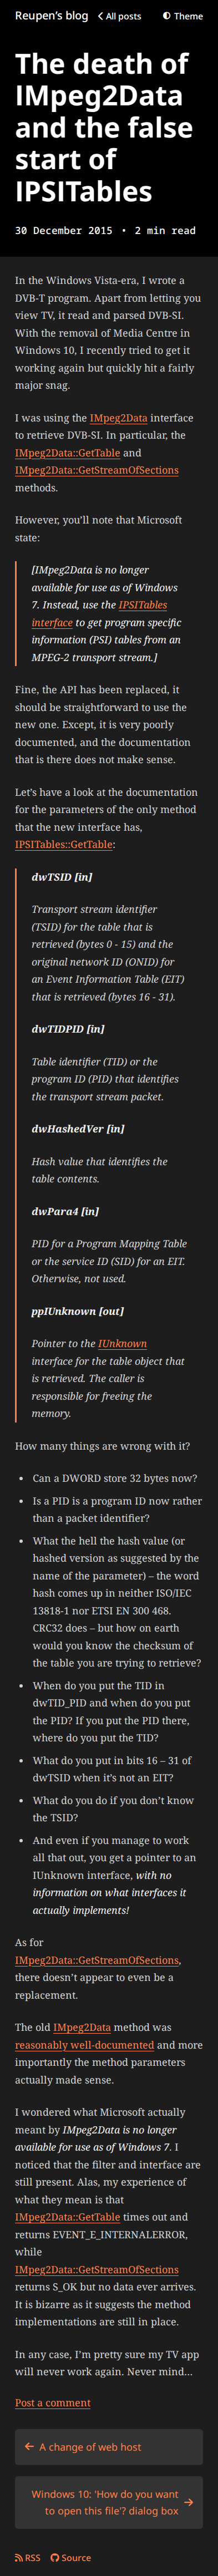 Reupen's blog All posts Theme
The death of
IMpeg2Data
and the false
start of
IPSITables
30 December 2015 • 2 min read
In the Windows Vista-era, I wrote a
DVB-T program. Apart from letting you
view TV, it read and parsed DVB-SI.
With the removal of Media Centre in
Windows 10, I recently tried to get it
working again but quickly hit a fairly
major snag.
I was using the IMpeg2Data interface
to retrieve DVB-SI. In particular, the
IMpeg2Data::GetTable and
IMpeg2Data::GetStreamOfSections
methods.
However, you'll note that Microsoft
state:
[IMpeg2Data is no longer
available for use as of Windows
7. Instead, use the IPSITables
interface to get program specific
information (PSI) tables from an
MPEG-2 transport stream.]
Fine, the API has been replaced, it
should be straightforward to use the
new one. Except, it is very poorly
documented, and the documentation
that is there does not make sense.
Let's have a look at the documentation
for the parameters of the only method
that the new interface has,
IPSITables::GetTable:
dwTSID [in]
Transport stream identifier
(TSID) for the table that is
retrieved (bytes 0 - 15) and the
original network ID (ONID) for
an Event Information Table (EIT)
that is retrieved (bytes 16 - 31).
dwTIDPID [in]
Table identifier (TID) or the
program ID (PID) that identifies
the transport stream packet.
dwHashedVer [in]
Hash value that identifies the
table contents.
dwPara4 [in]
PID for a Program Mapping Table
or the service ID (SID) for an EIT.
Otherwise, not used.
ppIUnknown [out]
Pointer to the IUnknown
interface for the table object that
is retrieved. The caller is
responsible for freeing the
memory.
How many things are wrong with it?
• Can a DWORD store 32 bytes now?
• Is a PID is a program ID now rather
than a packet identifier?
• What the hell the hash value (or
hashed version as suggested by the
name of the parameter) – the word
hash comes up in neither ISO/IEC
13818-1 nor ETSI EN 300 468.
CRC32 does – but how on earth
would you know the checksum of
the table you are trying to retrieve?
• When do you put the TID in
dwTID_PID and when do you put
the PID? If you put the PID there,
where do you put the TID?
• What do you put in bits 16 – 31 of
dwTSID when it's not an EIT?
• What do you do if you don't know
the TSID?
• And even if you manage to work
all that out, you get a pointer to an
IUnknown interface, with no
information on what interfaces it
actually implements!
As for
IMpeg2Data::GetStreamOfSections,
there doesn't appear to even be a
replacement.
The old IMpeg2Data method was
reasonably well-documented and more
importantly the method parameters
actually made sense.
I wondered what Microsoft actually
meant by IMpeg2Data is no longer
available for use as of Windows 7. I
noticed that the filter and interface are
still present. Alas, my experience of
what they mean is that
IMpeg2Data::GetTable times out and
returns EVENT_E_INTERNALERROR,
while
IMpeg2Data::GetStreamOfSections
returns S_OK but no data ever arrives.
It is bizarre as it suggests the method
implementations are still in place.
In any case, I'm pretty sure my TV app
will never work again. Never mind…
Post a comment
← A change of web host
Windows 10: 'How do you want →
to open this file'? dialog box
RSS Source